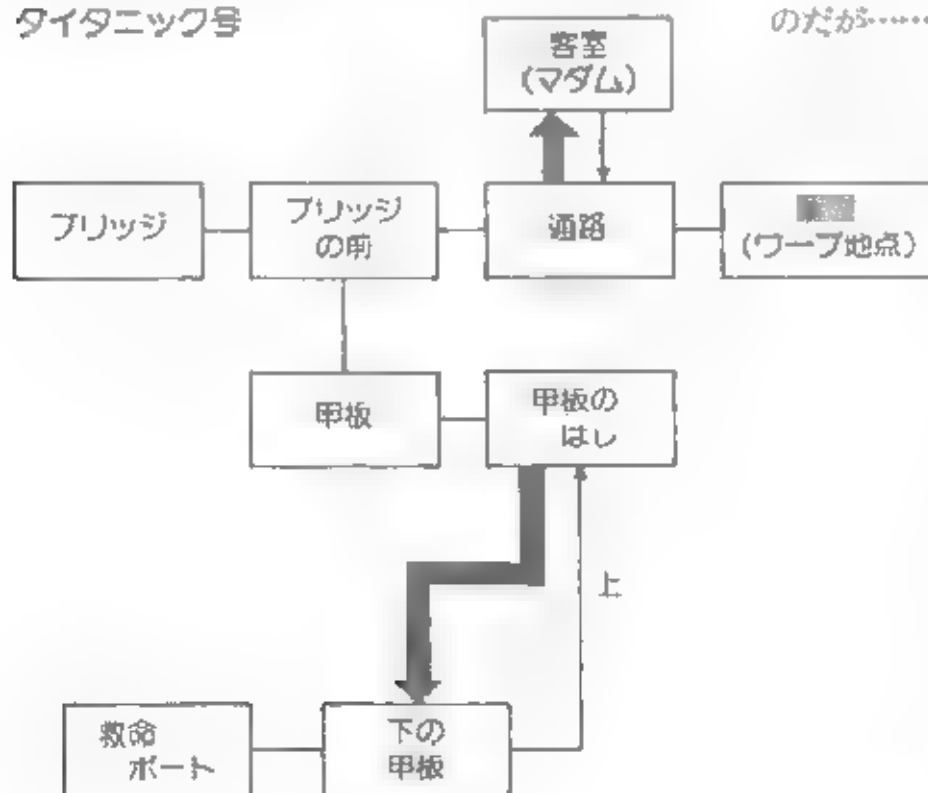 タイタニック号
のだが……
客室
(マダム)
ブリッジ
ブリッジ
の前
通路
(ワープ地点)
甲板
甲板の
はし
上
救命
ボート
下の
甲板